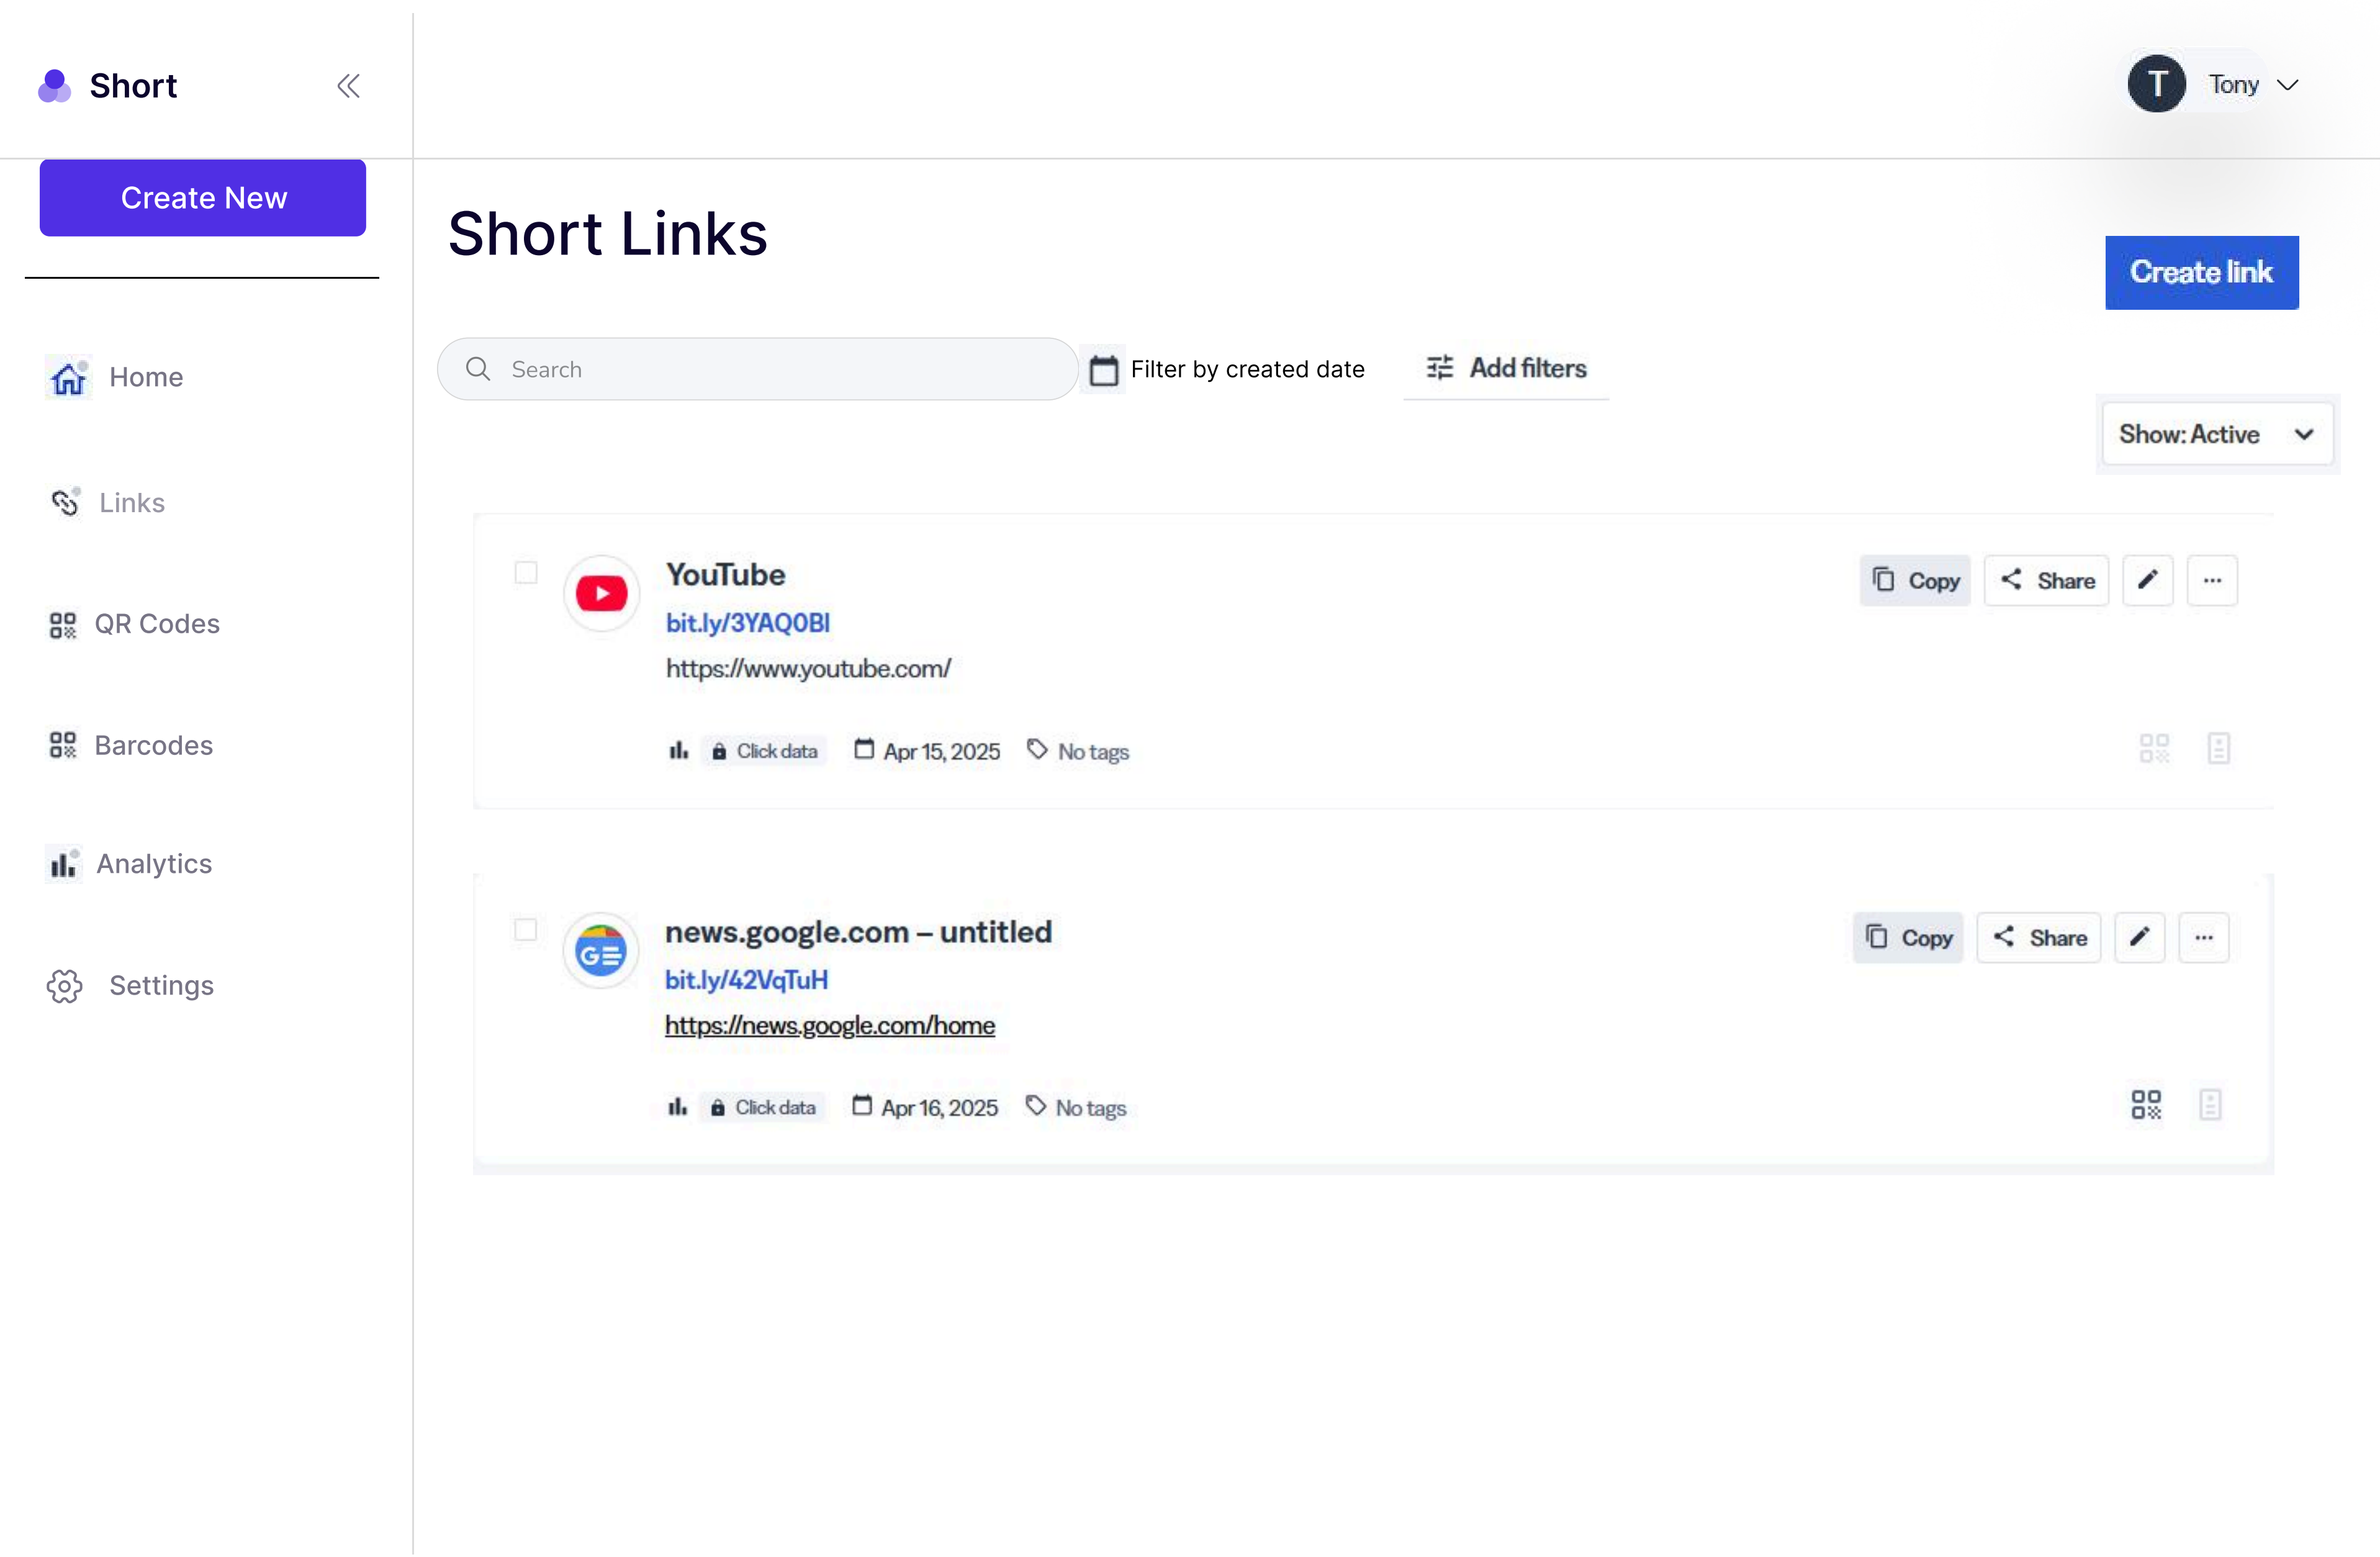 Short
T Tony
Create New
Short Links
Create link
Search
Filter by created date
Add filters
Show: Active
Home
Links
QR Codes
Barcodes
Analytics
Settings
YouTube
bit.ly/3YAQ0Bl
https://www.youtube.com/
Copy
Share
Click data
Apr 15, 2025
No tags
news.google.com – untitled
bit.ly/42VqTuH
https://news.google.com/home
Copy
Share
Click data
Apr 16, 2025
No tags